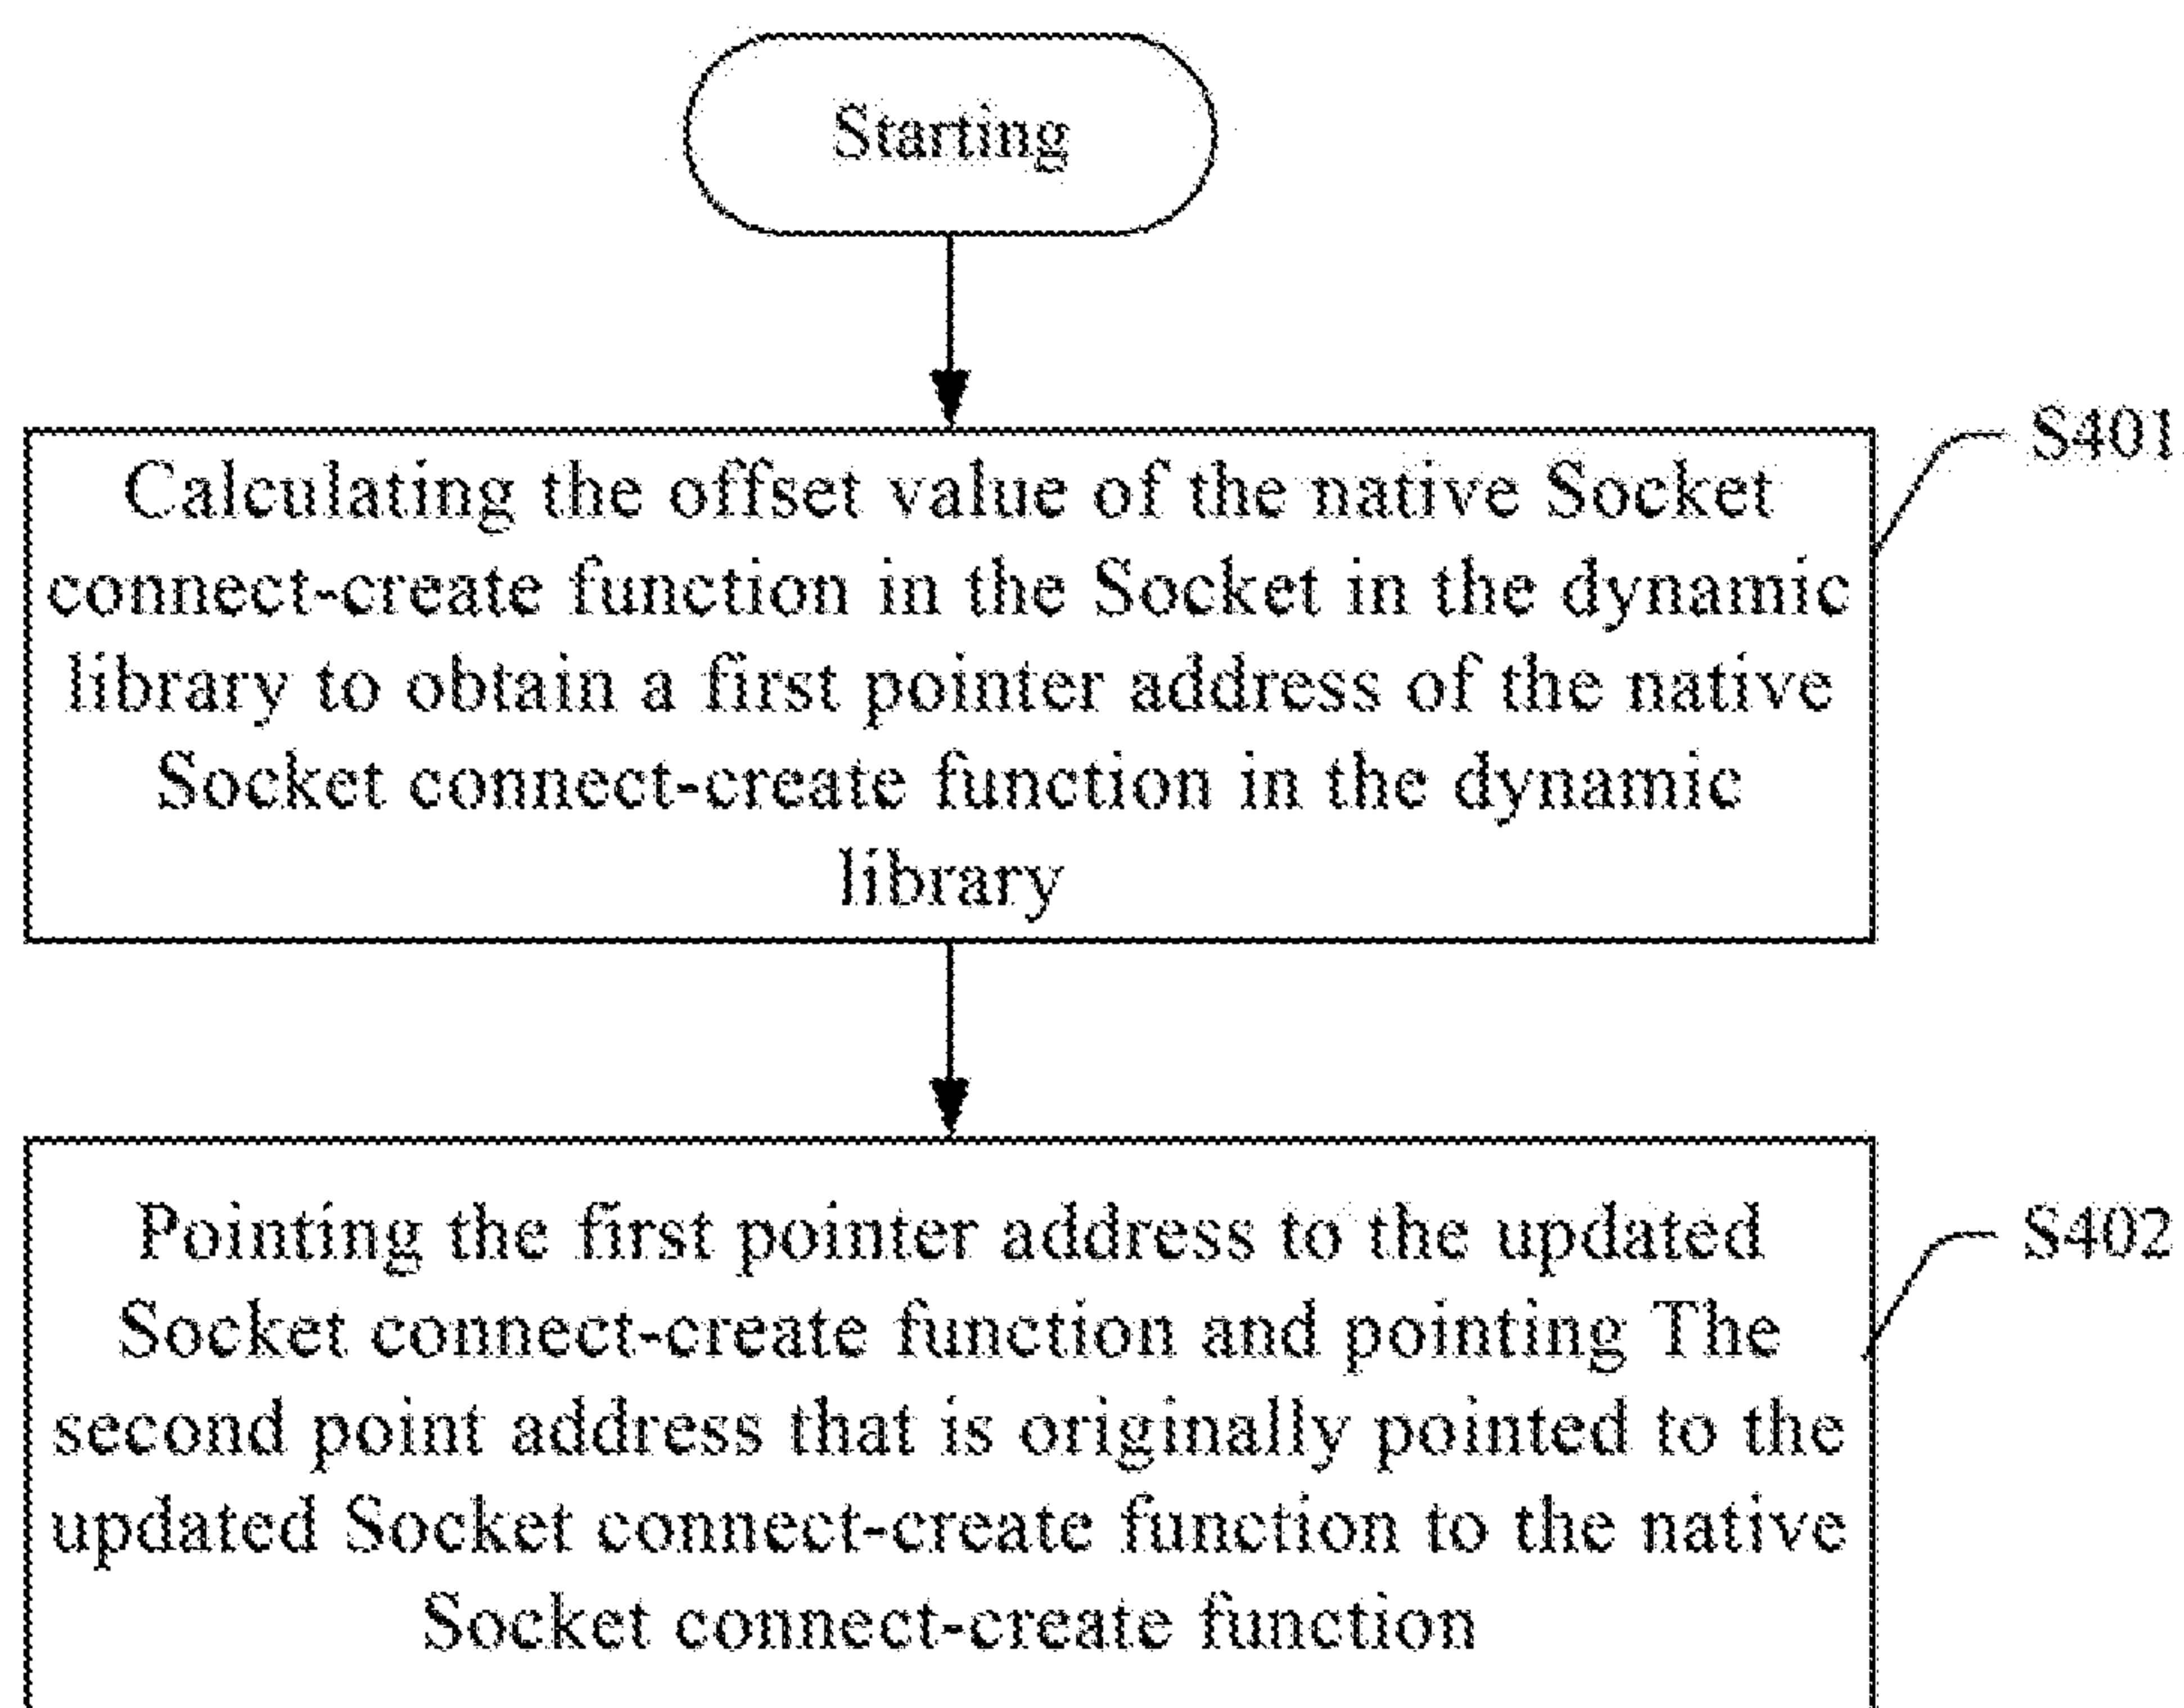 Starting
S401
Calculating the offset value of the native Socket
connect-create function in the Socket in the dynamic
library to obtain a first pointer address of the native
Socket connect-create function in the dynamic
library
Pointing the first pointer address to the updated
S402
Socket connect-create function and pointing The
second point address that is originally pointed to the
updated Socket connect-create function to the native
Socket connect-create function